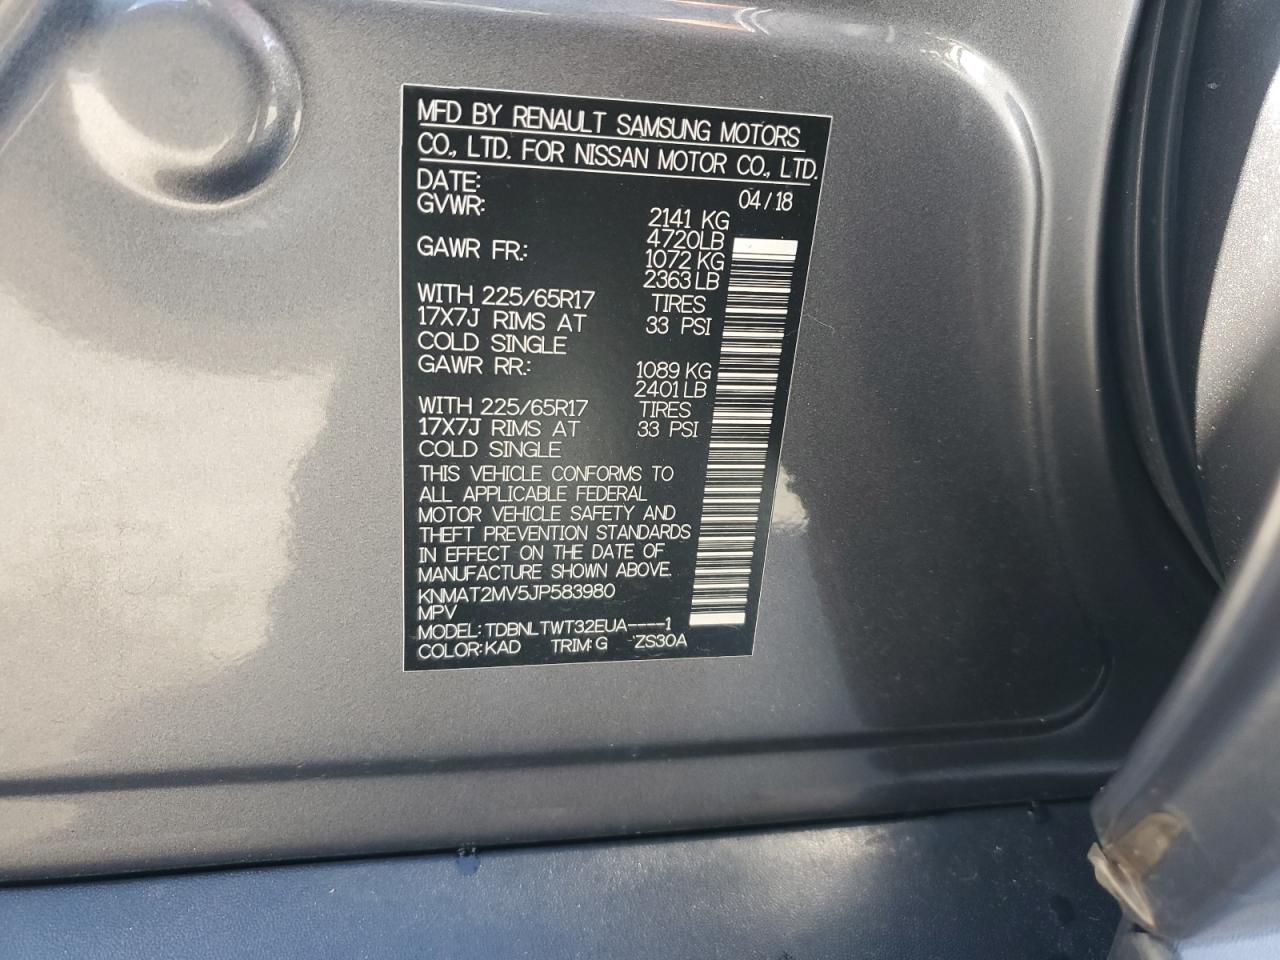 MFD BY RENAULT SAMSUNG MOTORS
CO., LTD. FOR NISSAN MOTOR CO., LTD.
DATE: 04/18
GVWR: 2141 KG
4720LB
GAWR FR: 1072 KG
2363LB
WITH 225/65R17 TIRES
17X7J RIMS AT 33 PSI
COLD SINGLE
GAWR RR: 1089 KG
2401LB
WITH 225/65R17 TIRES
17X7J RIMS AT 33 PSI
COLD SINGLE
THIS VEHICLE CONFORMS TO
ALL APPLICABLE FEDERAL
MOTOR VEHICLE SAFETY AND
THEFT PREVENTION STANDARDS
IN EFFECT ON THE DATE OF
MANUFACTURE SHOWN ABOVE.
KNMAT2MV5JP583980
MPV
MODEL: TDBNLTWT32EUA----1
COLOR: KAD TRIM: G ZS30A